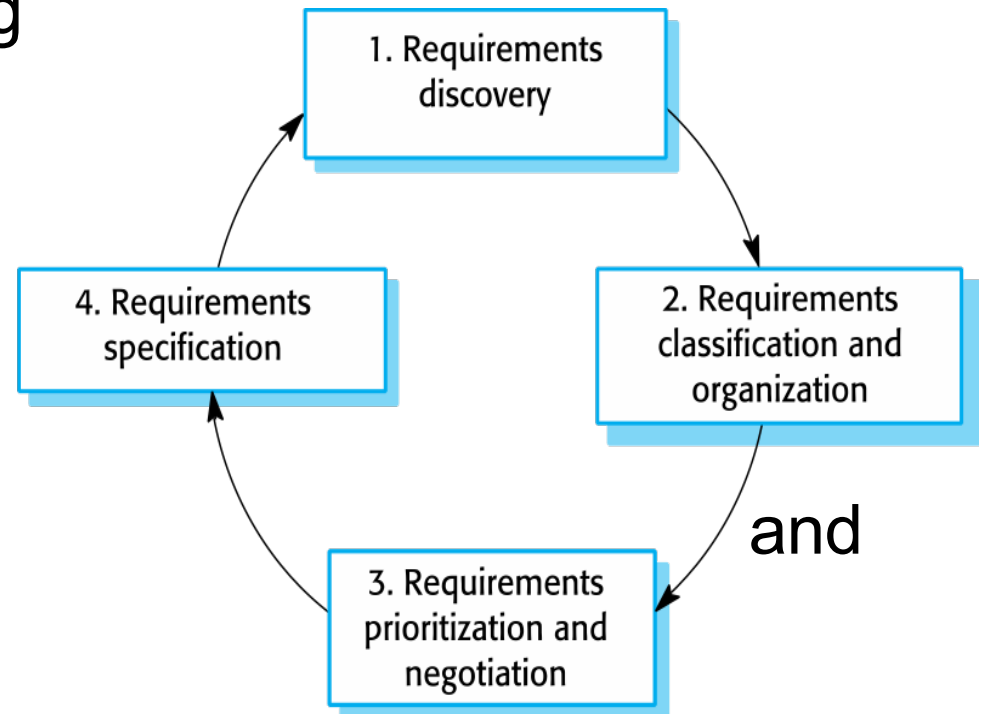 g
1. Requirements
discovery
2. Requirements
classification and
organization
and
3. Requirements
prioritization and
negotiation
4. Requirements
specification